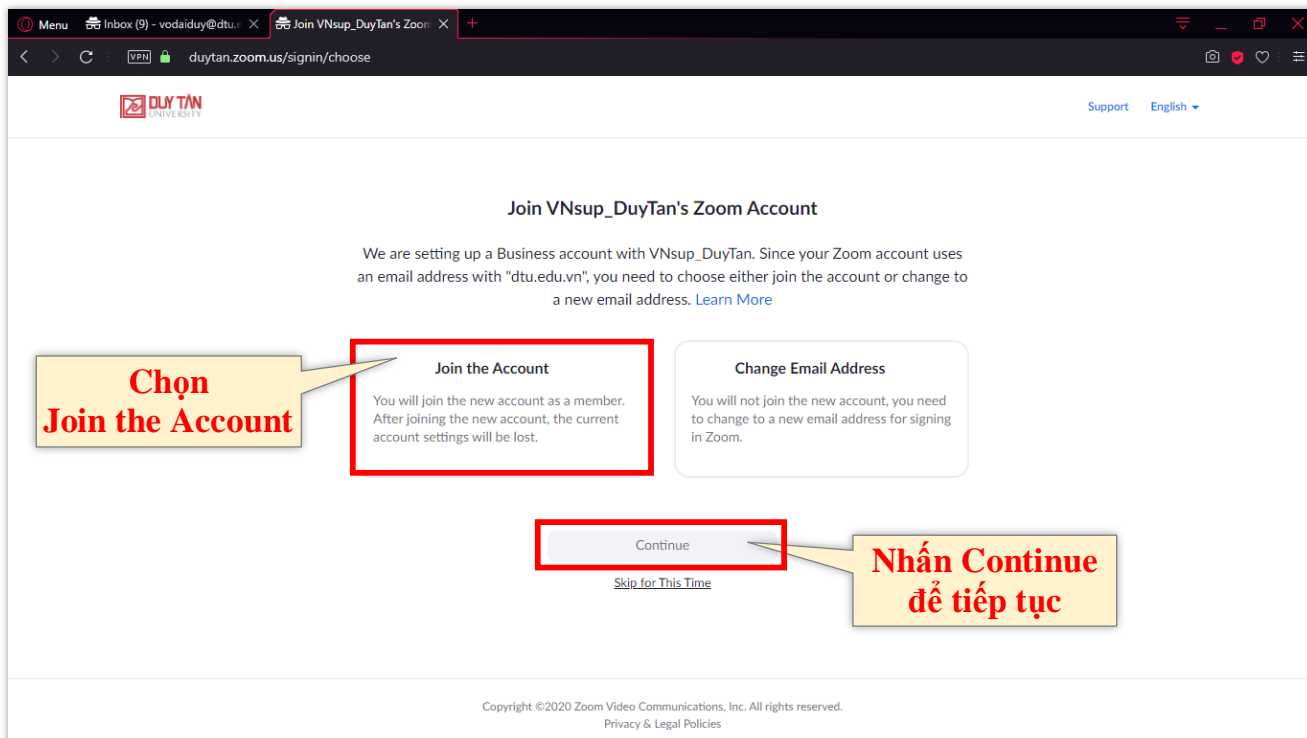 Menu
Inbox (9) - vodaiduy@dtu.e
Join VNsup_DuyTan's Zoom
VPN
duytan.zoom.us/signin/choose
DUY TÂN
UNIVERSITY
Support
English
Join VNsup_DuyTan's Zoom Account
We are setting up a Business account with VNsup_DuyTan. Since your Zoom account uses
an email address with "dtu.edu.vn", you need to choose either join the account or change to
a new email address. Learn More
Chọn
Join the Account
Join the Account
You will join the new account as a member.
After joining the new account, the current
account settings will be lost.
Change Email Address
You will not join the new account, you need
to change to a new email address for signing
in Zoom.
Continue
Skip for This Time
Nhấn Continue
để tiếp tục
Copyright ©2020 Zoom Video Communications, Inc. All rights reserved.
Privacy & Legal Policies